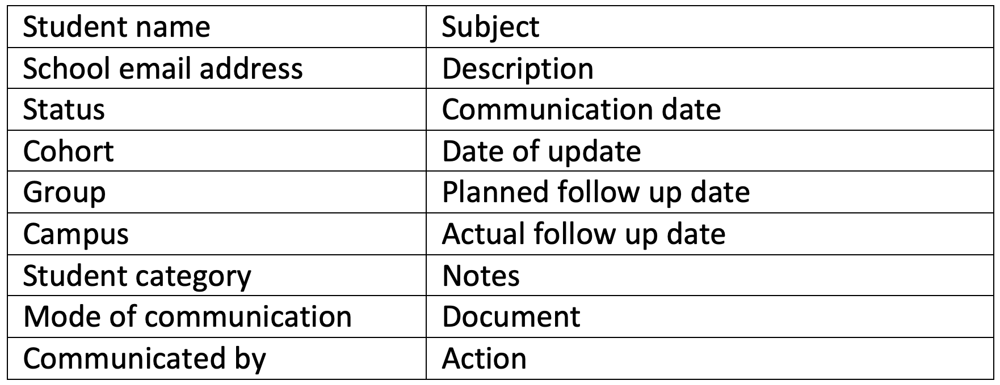 Student name
Subject
School email address
Description
Status
Communication date
Cohort
Date of update
Group
Planned follow up date
Campus
Actual follow up date
Student category
Notes
Mode of communication
Document
Communicated by
Action